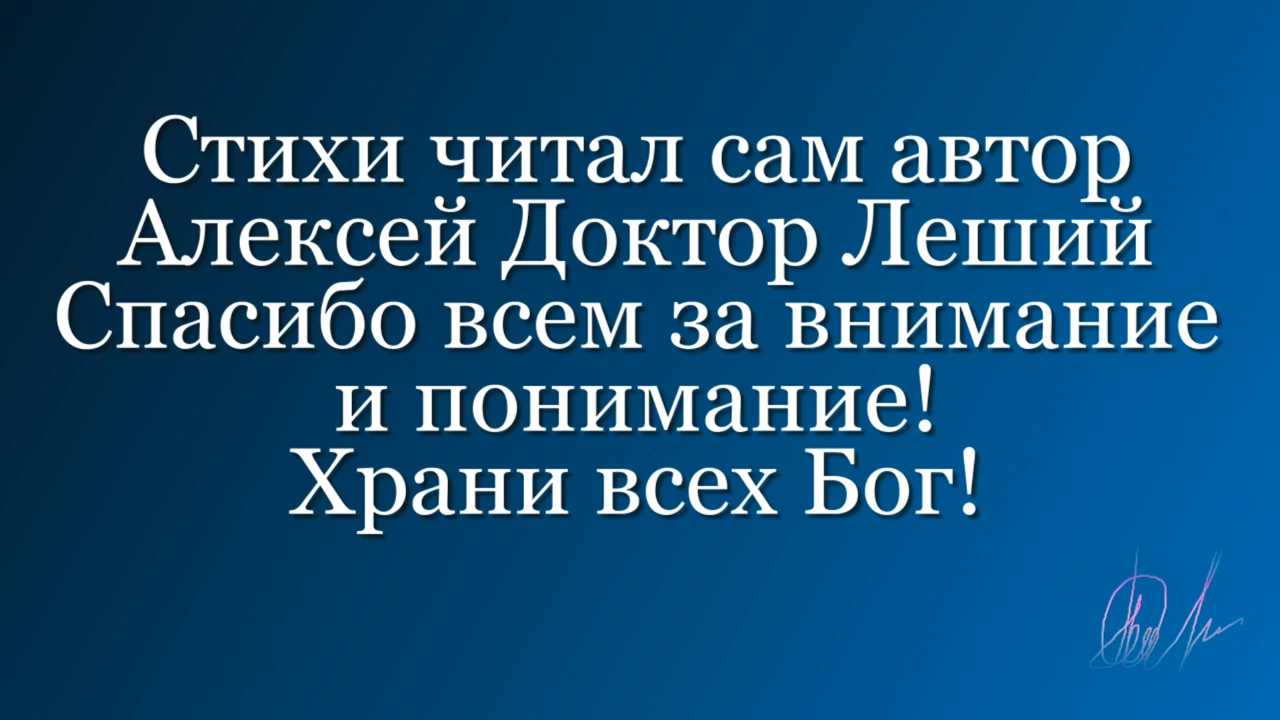 Стихи читал сам автор
Алексей Доктор Леший
Спасибо всем за внимание
и понимание!
Храни всех Бог!